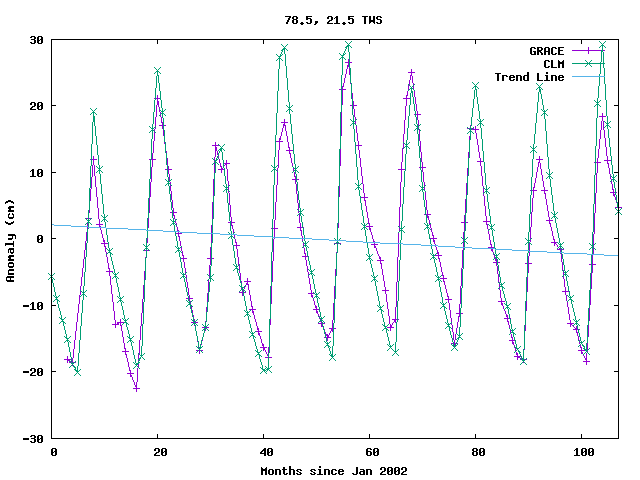 78.5, 21.5 TWS
GRACE
CLM
Trend Line
30
20
10
0
-10
-20
-30
Anomaly (cm)
0 20 40 60 80 100
Months since Jan 2002